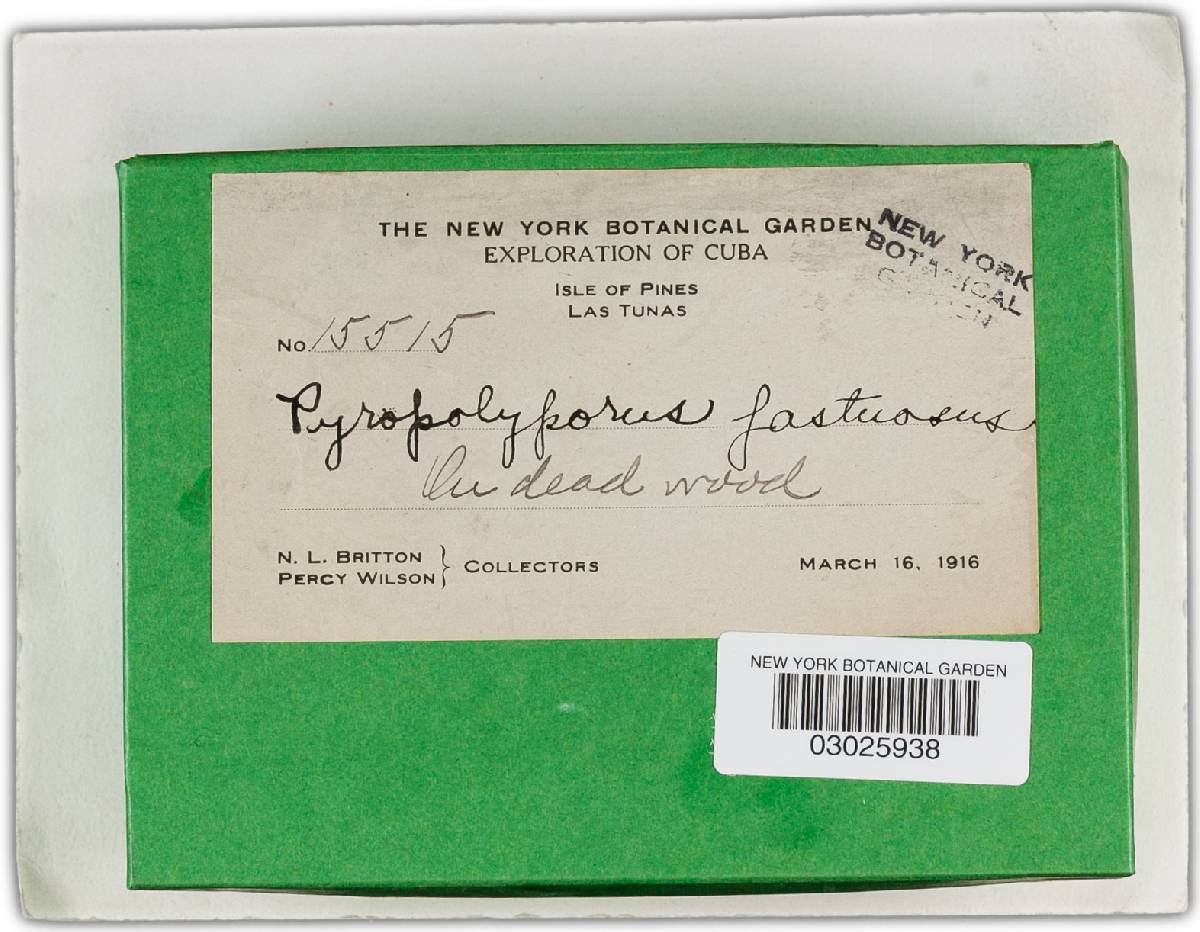 THE NEW YORK BOTANICAL GARDEN
EXPLORATION OF CUBA
NEW YORK
BOTANICAL
GARDEN
ISLE OF PINES
LAS TUNAS
No. 15515
Pyropolyporus fastuosus
On dead wood
N. L. BRITTON
PERCY WILSON } COLLECTORS
MARCH 16, 1916
NEW YORK BOTANICAL GARDEN
03025938